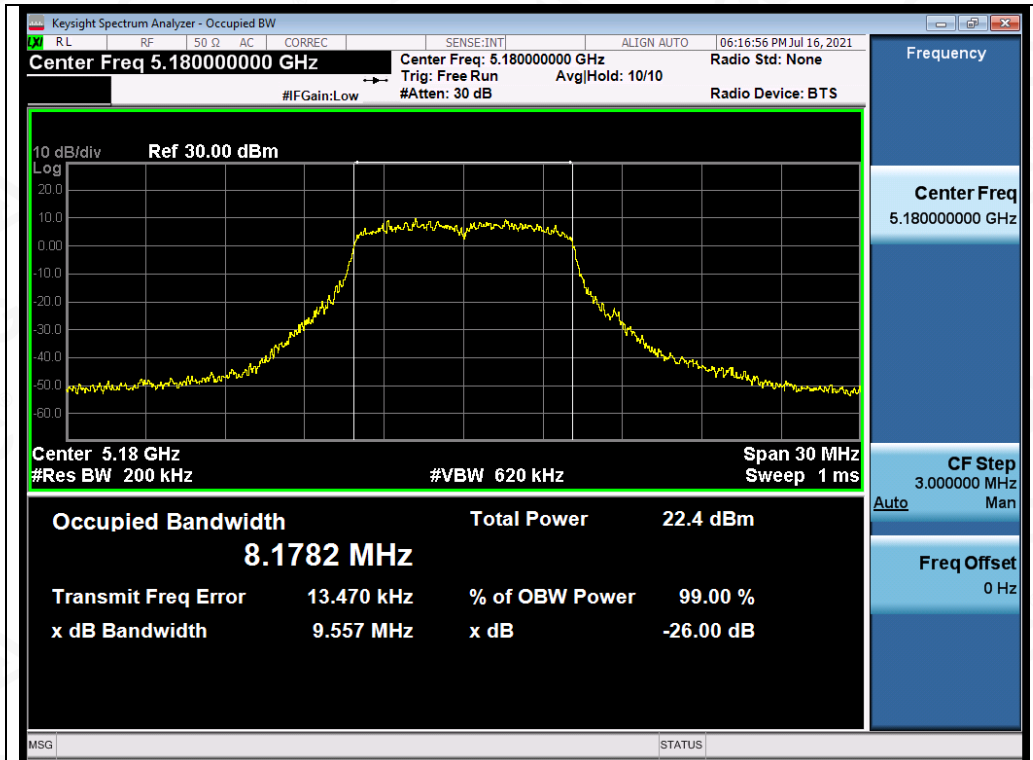 Keysight Spectrum Analyzer - Occupied BW
LXI RL RF 50 Ω AC CORREC SENSE:INT ALIGN AUTO 06:16:56 PM Jul 16, 2021
Center Freq 5.180000000 GHz
Center Freq: 5.180000000 GHz Radio Std: None
Trig: Free Run Avg|Hold: 10/10
#IFGain:Low #Atten: 30 dB Radio Device: BTS
Frequency
10 dB/div Ref 30.00 dBm
Log
20.0
10.0
0.00
-10.0
-20.0
-30.0
-40.0
-50.0
-60.0
Center 5.18 GHz Span 30 MHz
#Res BW 200 kHz #VBW 620 kHz Sweep 1 ms
Center Freq
5.180000000 GHz
CF Step
3.000000 MHz
Auto Man
Freq Offset
0 Hz
Occupied Bandwidth Total Power 22.4 dBm
8.1782 MHz
Transmit Freq Error 13.470 kHz % of OBW Power 99.00 %
x dB Bandwidth 9.557 MHz x dB -26.00 dB
MSG STATUS